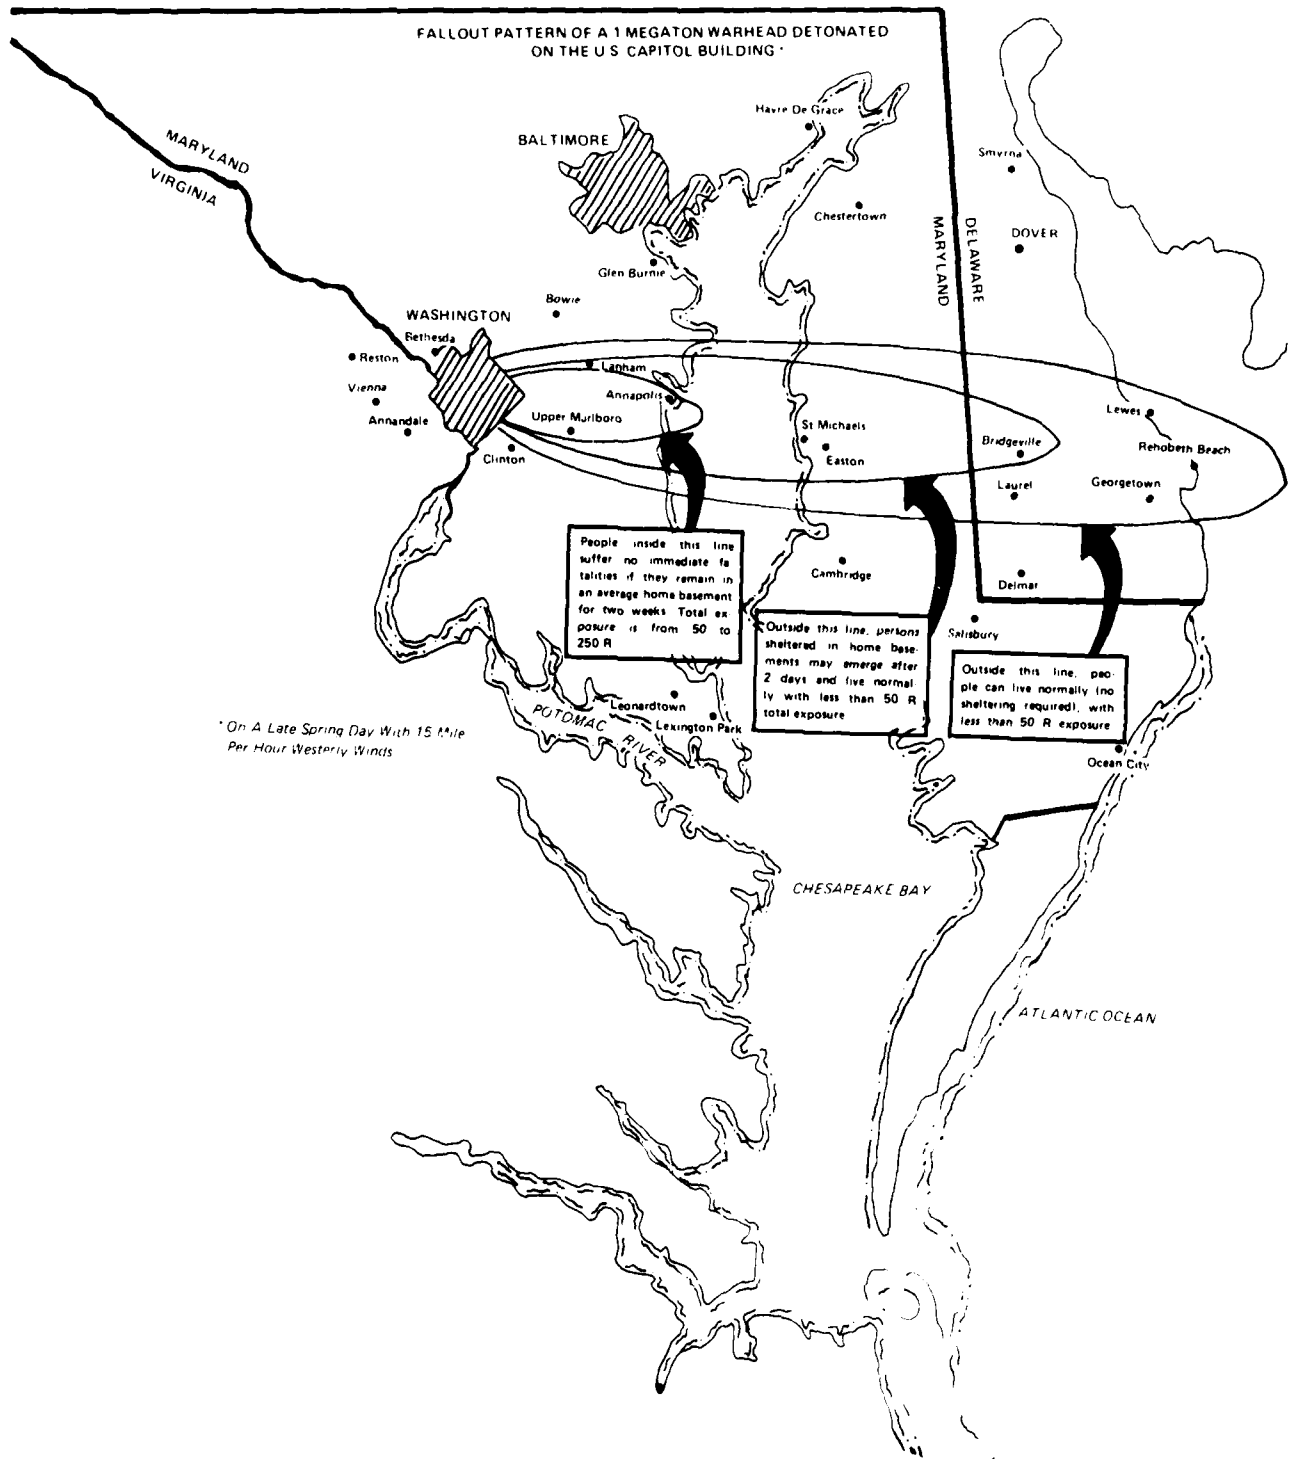 FALLOUT PATTERN OF A 1 MEGATON WARHEAD DETONATED
ON THE U S CAPITOL BUILDING *
Havre De Grace
BALTIMORE
MARYLAND
VIRGINIA
Smyrna
Chestertown
MARYLAND
DELAWARE
DOVER
Glen Burnie
Bowie
WASHINGTON
Bethesda
Reston
Lanham
Vienna
Annapolis
Annandale
Upper Marlboro
Lewes
St Michaels
Bridgeville
Rehobeth Beach
Clinton
Easton
Laurel
Georgetown
People inside this line
suffer no immediate fa
talities if they remain in
an average home basement
for two weeks Total ex-
posure is from 50 to
250 R
Cambridge
Delmar
Outside this line, persons
sheltered in home base-
ments may emerge after
2 days and live normal-
ly with less than 50 R
total exposure
Salisbury
Outside this line, peo-
ple can live normally (no
sheltering required), with
less than 50 R exposure
Leonardtown
Lexington Park
POTOMAC RIVER
* On A Late Spring Day With 15 Mile
Per Hour Westerly Winds
Ocean City
CHESAPEAKE BAY
ATLANTIC OCEAN